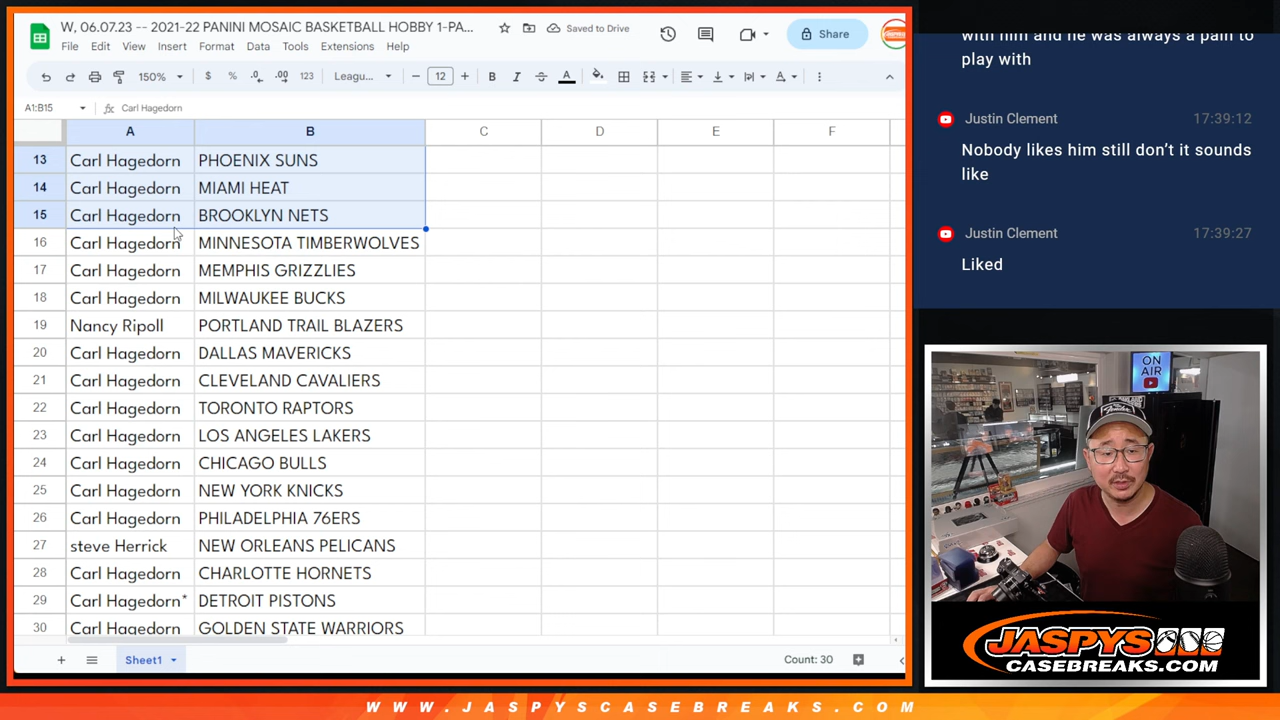 W, 06.07.23 -- 2021-22 PANINI MOSAIC BASKETBALL HOBBY 1-PA...
Saved to Drive
File Edit View Insert Format Data Tools Extensions Help
Share
150% $ % .0 .00 123 Leagu... − 12 + B I A
A1:B15 fx Carl Hagedorn
A B C D E F
13 Carl Hagedorn PHOENIX SUNS
14 Carl Hagedorn MIAMI HEAT
15 Carl Hagedorn BROOKLYN NETS
16 Carl Hagedorn MINNESOTA TIMBERWOLVES
17 Carl Hagedorn MEMPHIS GRIZZLIES
18 Carl Hagedorn MILWAUKEE BUCKS
19 Nancy Ripoll PORTLAND TRAIL BLAZERS
20 Carl Hagedorn DALLAS MAVERICKS
21 Carl Hagedorn CLEVELAND CAVALIERS
22 Carl Hagedorn TORONTO RAPTORS
23 Carl Hagedorn LOS ANGELES LAKERS
24 Carl Hagedorn CHICAGO BULLS
25 Carl Hagedorn NEW YORK KNICKS
26 Carl Hagedorn PHILADELPHIA 76ERS
27 steve Herrick NEW ORLEANS PELICANS
28 Carl Hagedorn CHARLOTTE HORNETS
29 Carl Hagedorn* DETROIT PISTONS
30 Carl Hagedorn GOLDEN STATE WARRIORS
Sheet1
Count: 30
with him and he was always a pain to
play with
Justin Clement 17:39:12
Nobody likes him still don't it sounds
like
Justin Clement 17:39:27
Liked
ON
AIR
JASPYS
CASEBREAKS.COM
WWW.JASPYSCASEBREAKS.COM